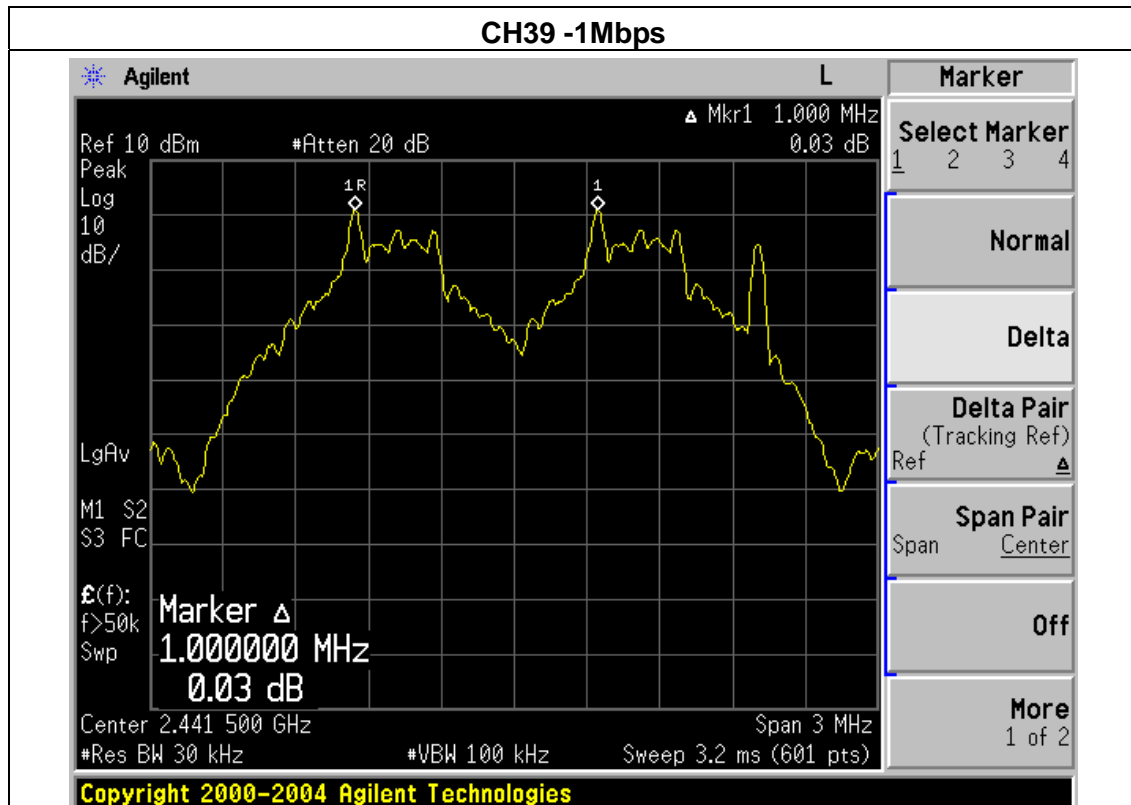 CH39 -1Mbps
Agilent L Marker
Δ Mkr1 1.000 MHz
Ref 10 dBm #Atten 20 dB 0.03 dB
Peak
Log
10
dB/
1R
1
LgAv
M1 S2
S3 FC
£(f):
f>50k
Swp
Marker Δ
1.000000 MHz
0.03 dB
Center 2.441 500 GHz Span 3 MHz
#Res BW 30 kHz #VBW 100 kHz Sweep 3.2 ms (601 pts)
Select Marker
1 2 3 4
Normal
Delta
Delta Pair
(Tracking Ref)
Ref Δ
Span Pair
Span Center
Off
More
1 of 2
Copyright 2000-2004 Agilent Technologies